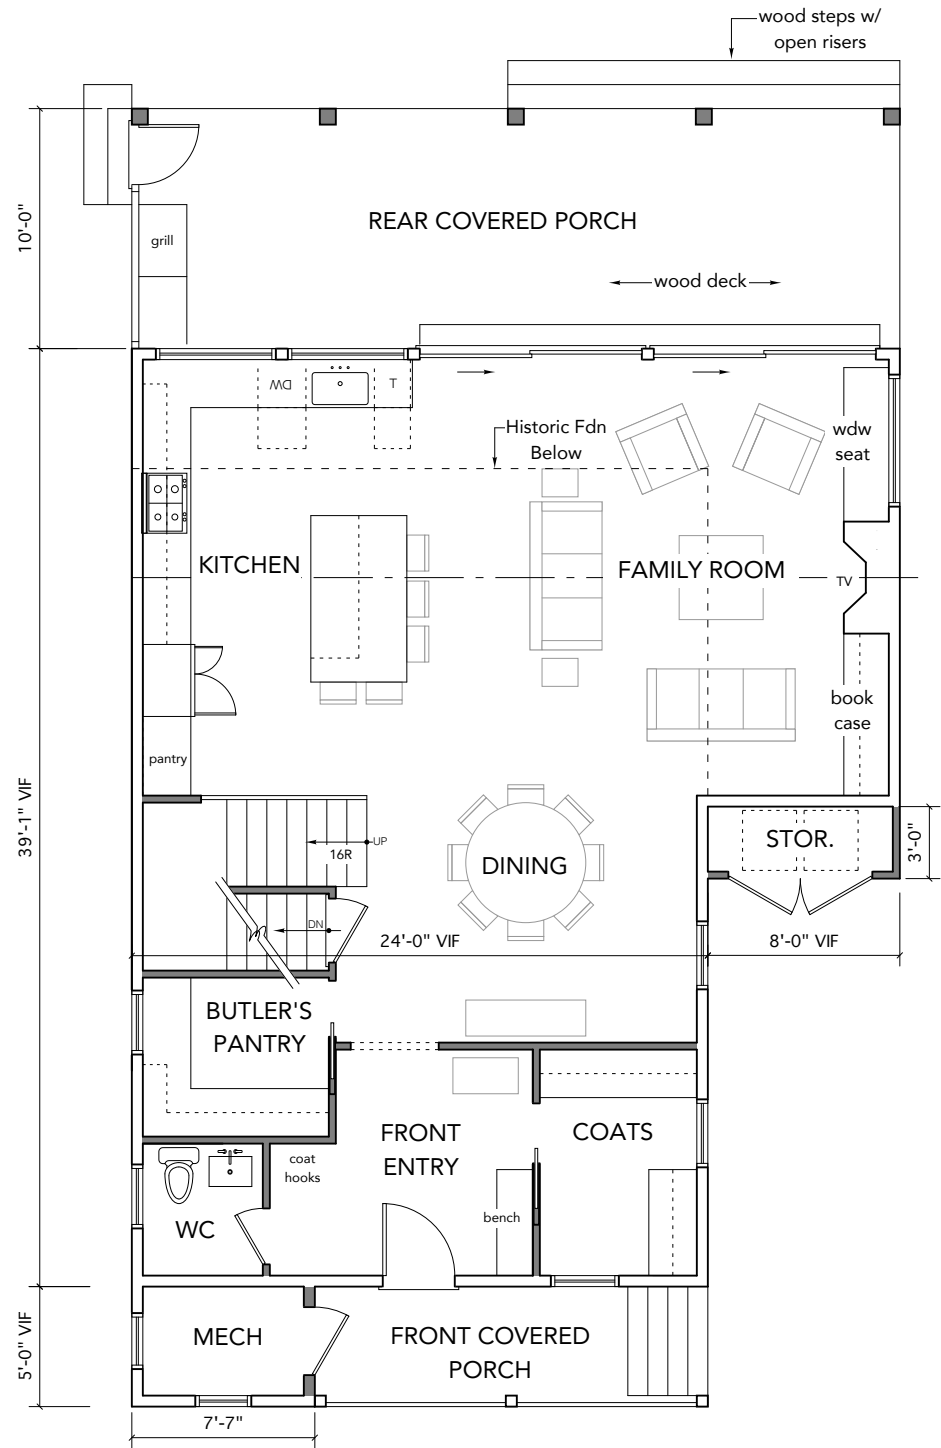 wood steps w/
open risers
10'-0"
REAR COVERED PORCH
grill
wood deck
DW
T
Historic Fdn
Below
wdw
seat
KITCHEN
FAMILY ROOM
TV
book
case
pantry
39'-1" VIF
UP
16R
DINING
STOR.
3'-0"
DN
24'-0" VIF
8'-0" VIF
BUTLER'S
PANTRY
FRONT
ENTRY
COATS
coat
hooks
WC
bench
5'-0" VIF
MECH
FRONT COVERED
PORCH
7'-7"